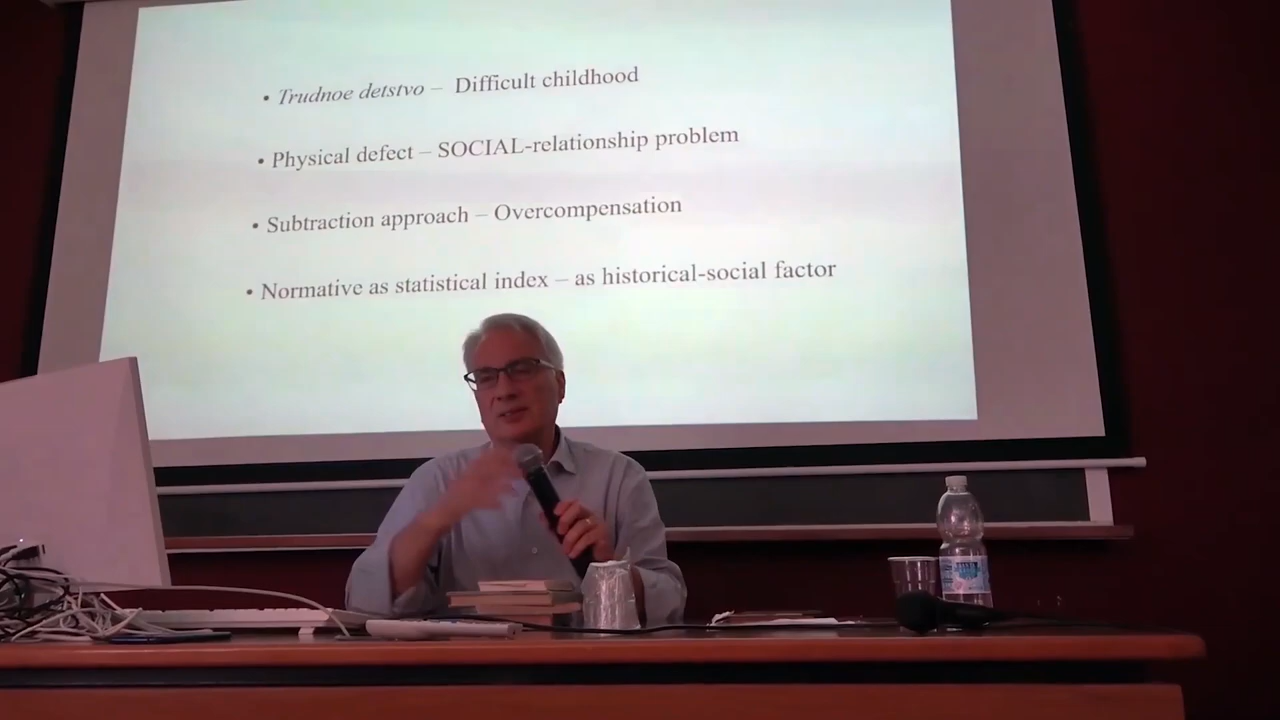 • Trudnoe detstvo – Difficult childhood
• Physical defect – SOCIAL-relationship problem
• Subtraction approach – Overcompensation
• Normative as statistical index – as historical-social factor